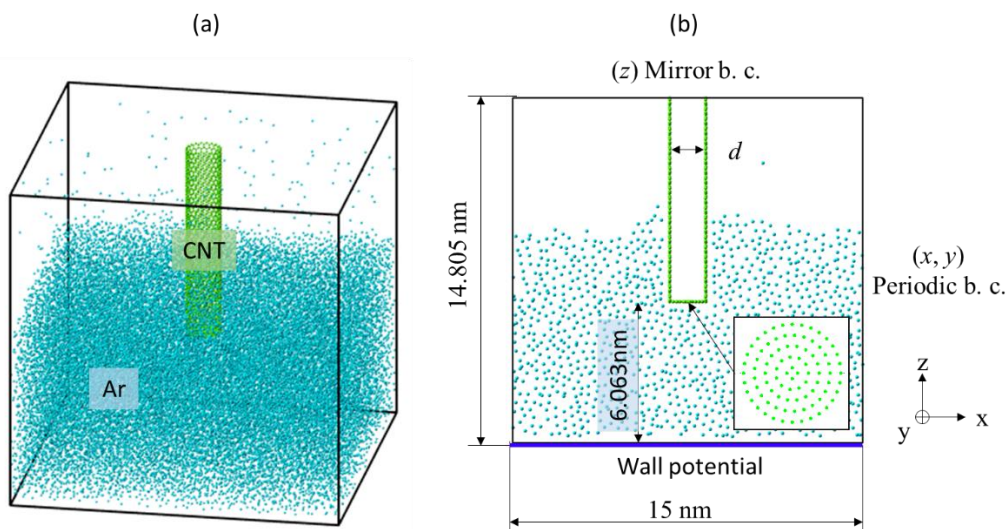 (a)
(b)
(z) Mirror b. c.
d
CNT
14.805 nm
(x, y)
Periodic b. c.
6.063nm
Ar
z
y
x
Wall potential
15 nm